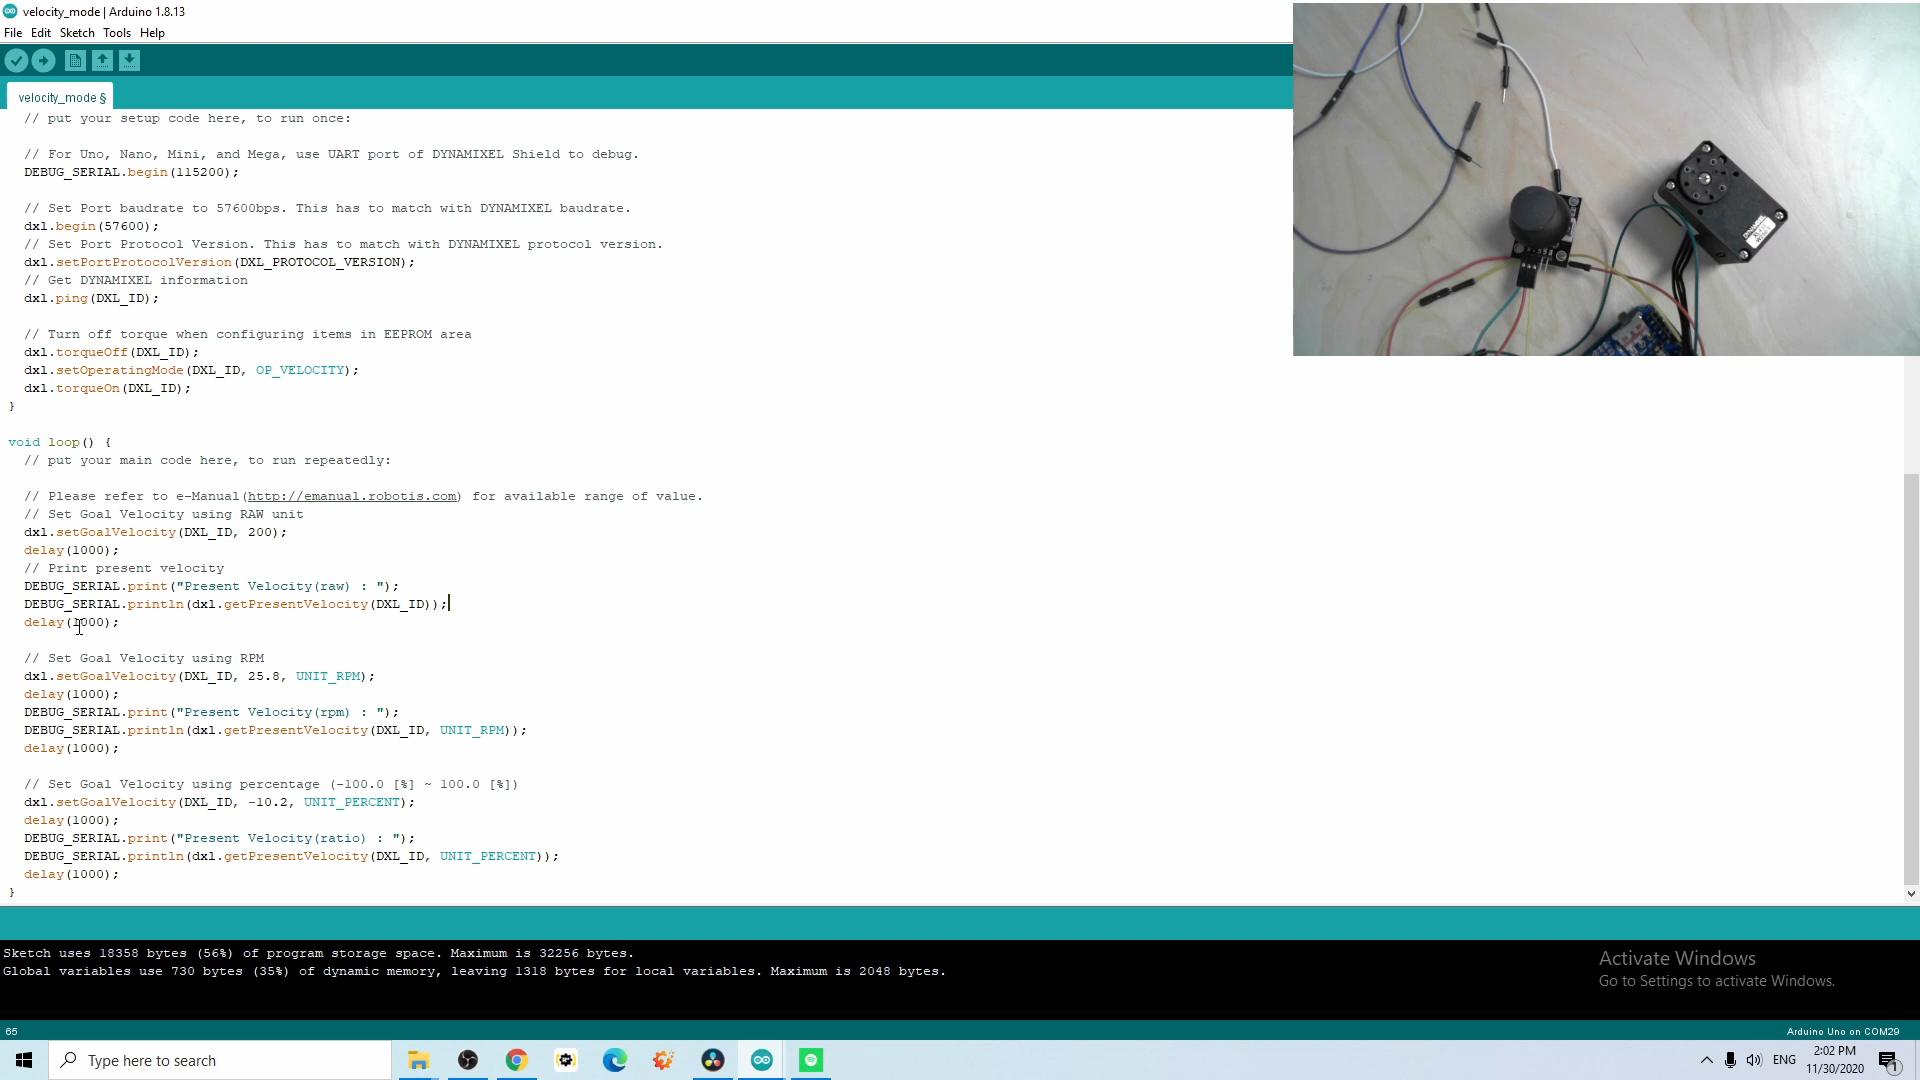 velocity_mode | Arduino 1.8.13
File Edit Sketch Tools Help
velocity_mode §
// put your setup code here, to run once:
// For Uno, Nano, Mini, and Mega, use UART port of DYNAMIXEL Shield to debug.
DEBUG_SERIAL.begin(115200);
// Set Port baudrate to 57600bps. This has to match with DYNAMIXEL baudrate.
dxl.begin(57600);
// Set Port Protocol Version. This has to match with DYNAMIXEL protocol version.
dxl.setPortProtocolVersion(DXL_PROTOCOL_VERSION);
// Get DYNAMIXEL information
dxl.ping(DXL_ID);
// Turn off torque when configuring items in EEPROM area
dxl.torqueOff(DXL_ID);
dxl.setOperatingMode(DXL_ID, OP_VELOCITY);
dxl.torqueOn(DXL_ID);
}
void loop() {
// put your main code here, to run repeatedly:
// Please refer to e-Manual(http://emanual.robotis.com) for available range of value.
// Set Goal Velocity using RAW unit
dxl.setGoalVelocity(DXL_ID, 200);
delay(1000);
// Print present velocity
DEBUG_SERIAL.print("Present Velocity(raw) : ");
DEBUG_SERIAL.println(dxl.getPresentVelocity(DXL_ID));
delay(1000);
// Set Goal Velocity using RPM
dxl.setGoalVelocity(DXL_ID, 25.8, UNIT_RPM);
delay(1000);
DEBUG_SERIAL.print("Present Velocity(rpm) : ");
DEBUG_SERIAL.println(dxl.getPresentVelocity(DXL_ID, UNIT_RPM));
delay(1000);
// Set Goal Velocity using percentage (-100.0 [%] ~ 100.0 [%])
dxl.setGoalVelocity(DXL_ID, -10.2, UNIT_PERCENT);
delay(1000);
DEBUG_SERIAL.print("Present Velocity(ratio) : ");
DEBUG_SERIAL.println(dxl.getPresentVelocity(DXL_ID, UNIT_PERCENT));
delay(1000);
}
Sketch uses 18358 bytes (56%) of program storage space. Maximum is 32256 bytes.
Global variables use 730 bytes (35%) of dynamic memory, leaving 1318 bytes for local variables. Maximum is 2048 bytes.
Activate Windows
Go to Settings to activate Windows.
65
Arduino Uno on COM29
Type here to search
ENG
2:02 PM
11/30/2020
1